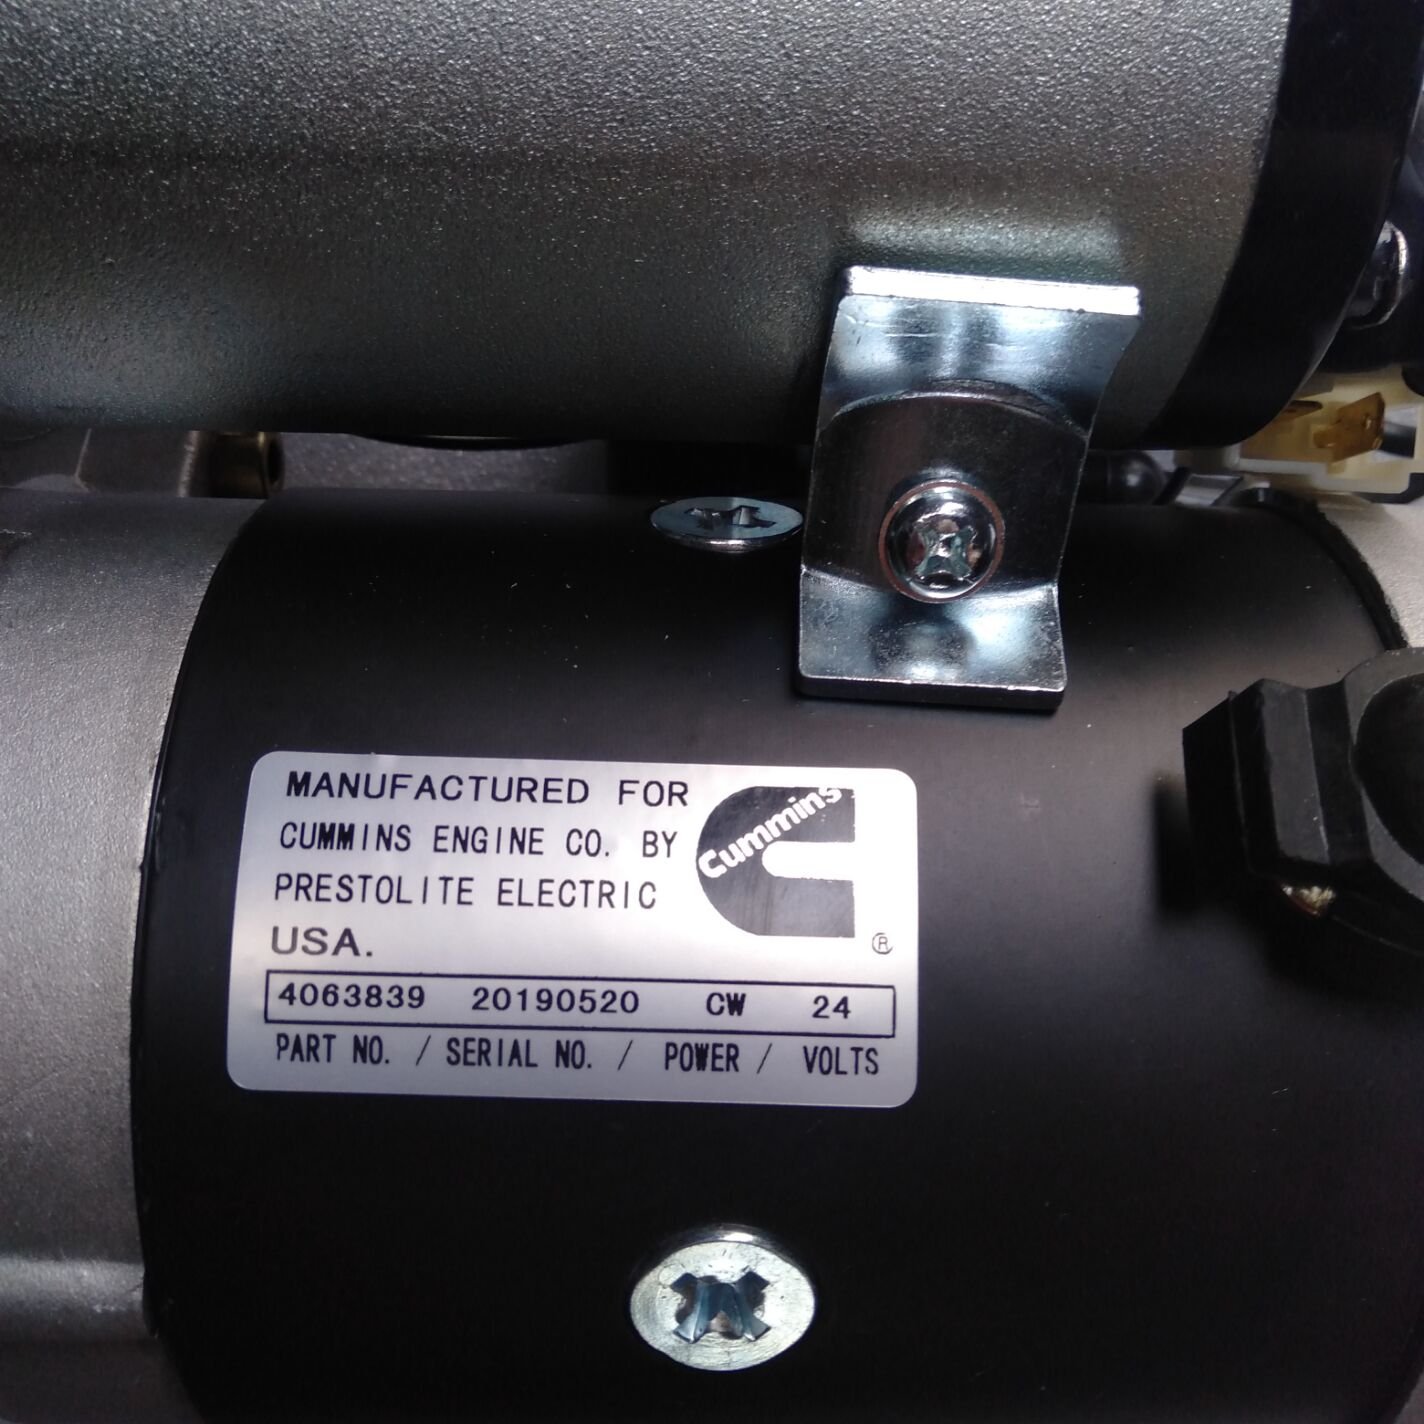 MANUFACTURED FOR
CUMMINS ENGINE CO. BY
PRESTOLITE ELECTRIC
USA.
Cummins
®
4063839 20190520 CW 24
PART NO. / SERIAL NO. / POWER / VOLTS